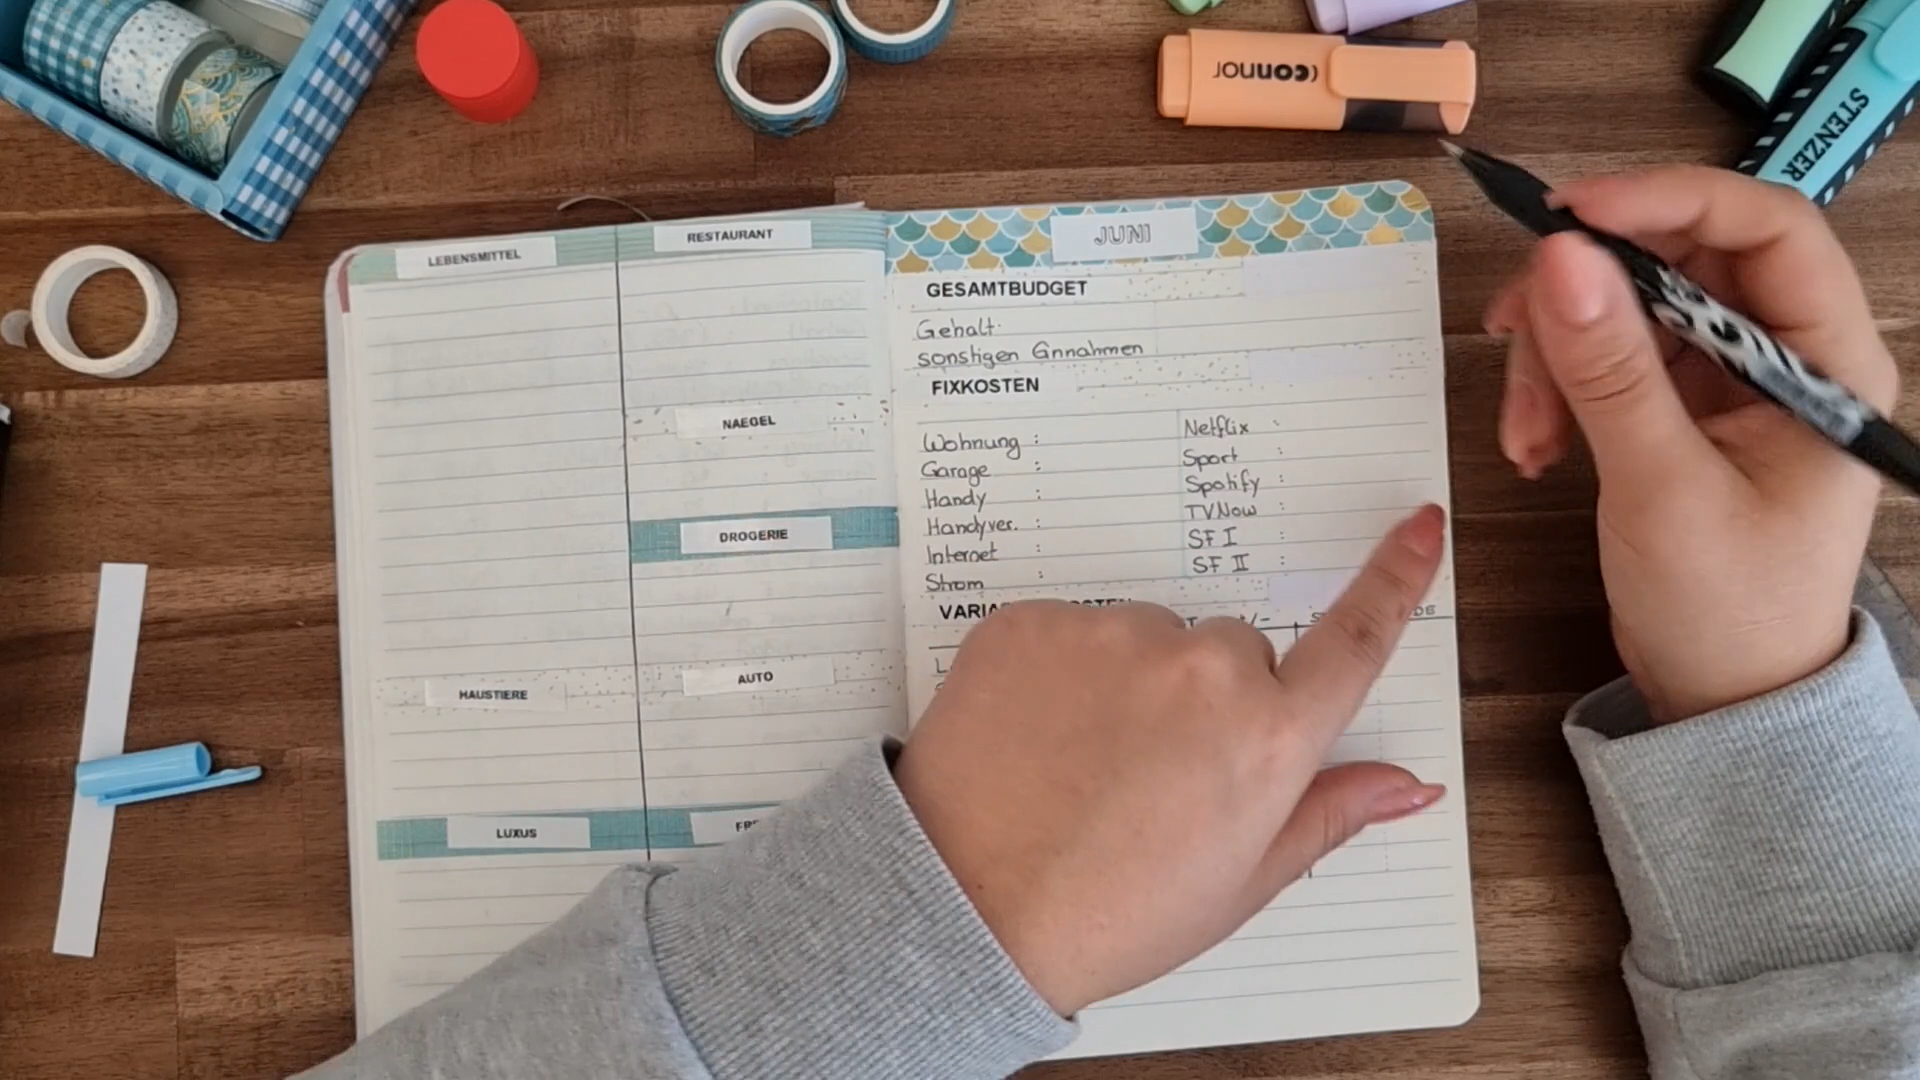 connor
STENZER
LEBENSMITTEL
RESTAURANT
NAEGEL
DROGERIE
HAUSTIERE
AUTO
LUXUS
JUNI
GESAMTBUDGET
Gehalt
sonstigen Gnnahmen
FIXKOSTEN
Wohnung :
Garage :
Handy :
Handyver. :
Internet :
Strom :
Netflix :
Sport :
Spotify :
TVNow :
SF I :
SF II :